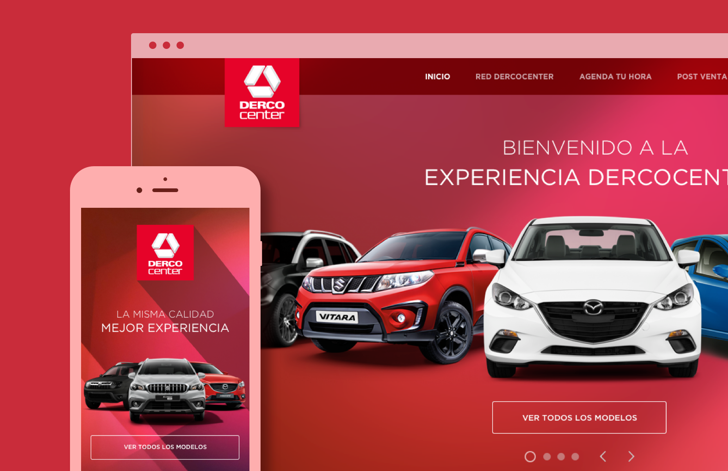 DERCO
center
INICIO
RED DERCOCENTER
AGENDA TU HORA
POST VENTA
BIENVENIDO A LA
EXPERIENCIA DERCOCENT
VITARA
VER TODOS LOS MODELOS
DERCO
center
LA MISMA CALIDAD
MEJOR EXPERIENCIA
VER TODOS LOS MODELOS